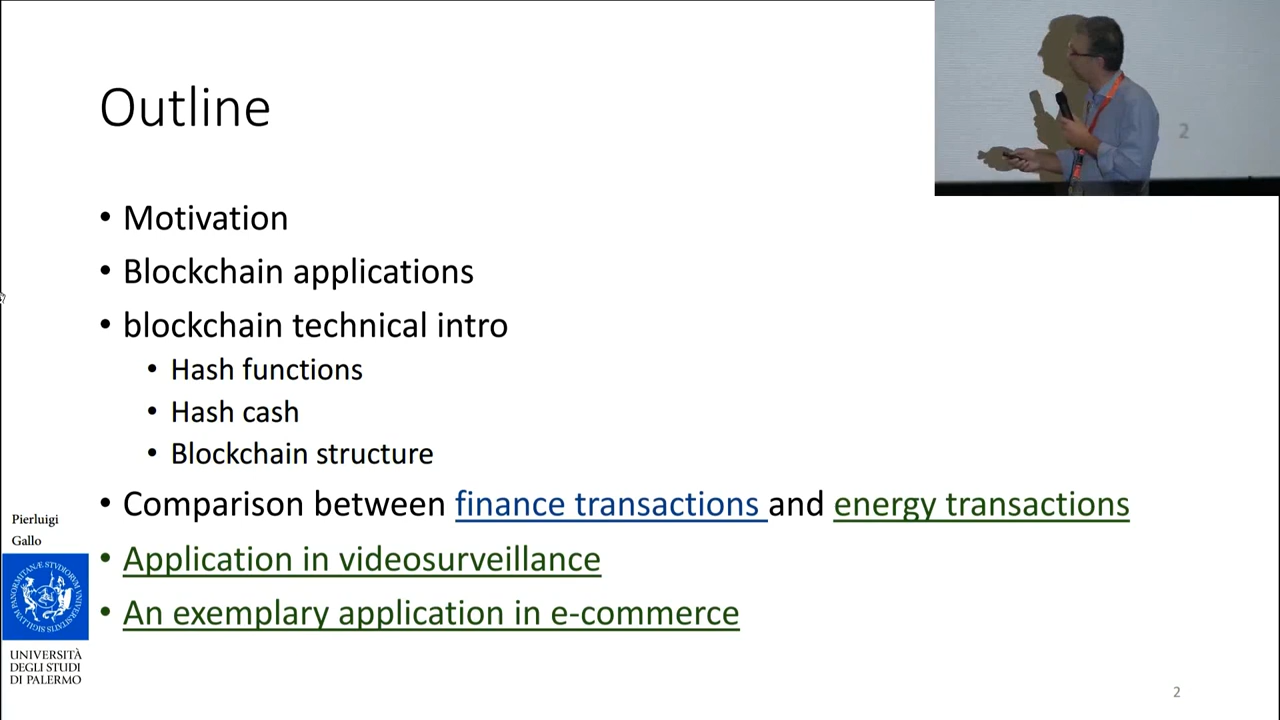 Outline
• Motivation
• Blockchain applications
• blockchain technical intro
• Hash functions
• Hash cash
• Blockchain structure
• Comparison between finance transactions and energy transactions
• Application in videosurveillance
• An exemplary application in e-commerce
Pierluigi
Gallo
UNIVERSITÀ
DEGLI STUDI
DI PALERMO
2
2